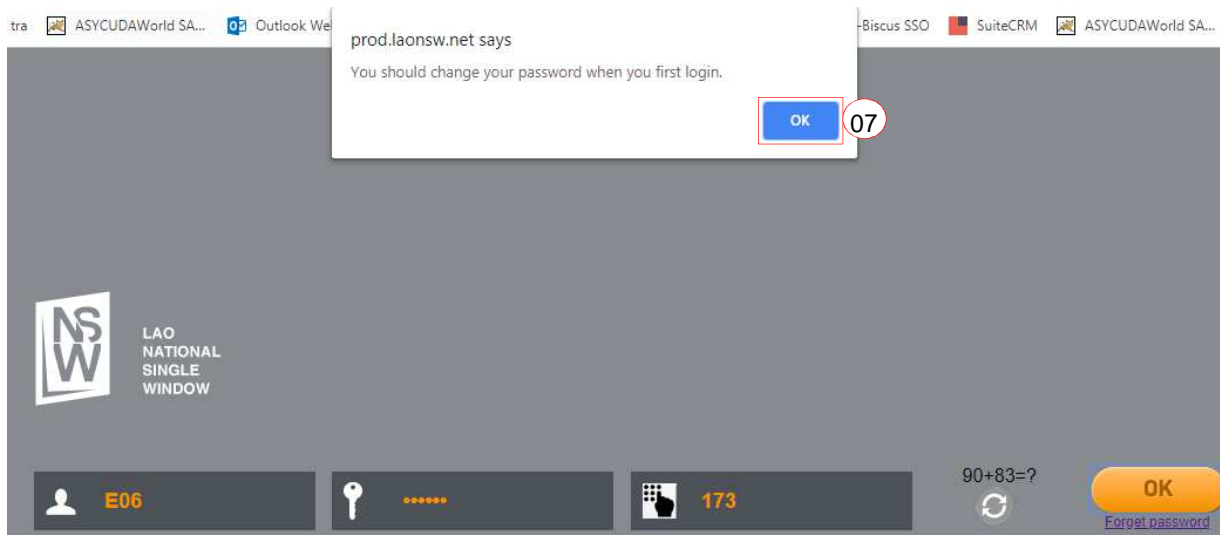 tra ASYCUDAWorld SA... Outlook We -Biscus SSO SuiteCRM ASYCUDAWorld SA...
prod.laonsw.net says
You should change your password when you first login.
OK 07
NSW
LAO
NATIONAL
SINGLE
WINDOW
90+83=?
E06 •••••• 173 OK
Forget password